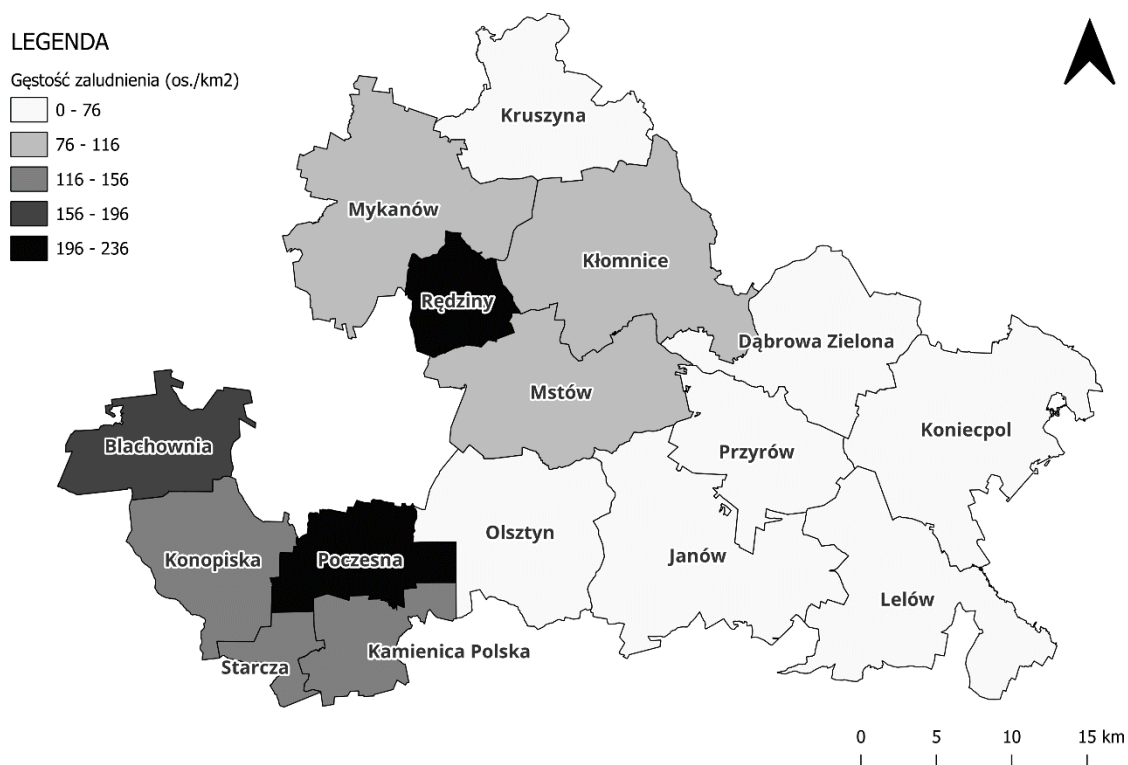 LEGENDA
Gęstość zaludnienia (os./km2)
0 - 76
76 - 116
116 - 156
156 - 196
196 - 236
Kruszyna
Mykanów
Kłomnice
Rędziny
Dąbrowa Zielona
Mstów
Koniecpol
Blachownia
Przyrów
Olsztyn
Konopiska
Poczesna
Janów
Lelów
Kamienica Polska
Starcza
0 5 10 15 km